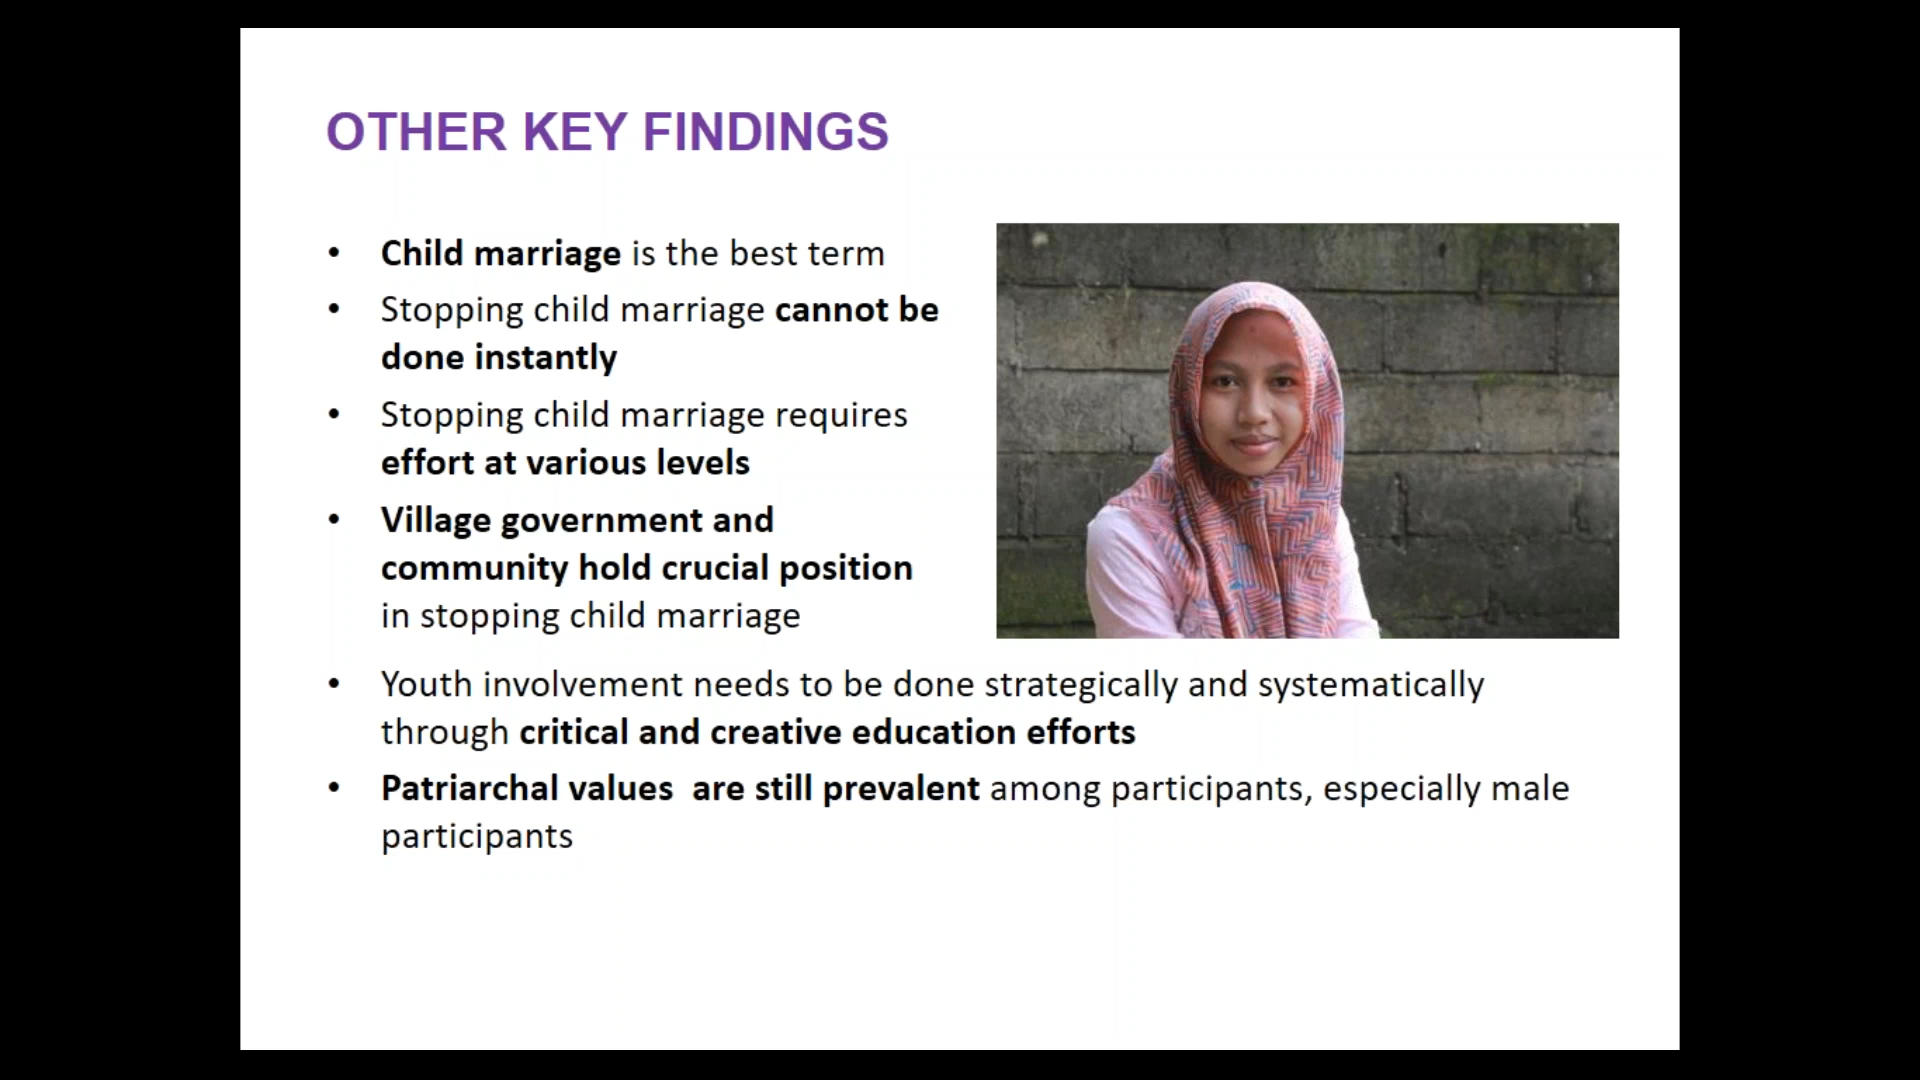 OTHER KEY FINDINGS
• Child marriage is the best term
• Stopping child marriage cannot be
done instantly
• Stopping child marriage requires
effort at various levels
• Village government and
community hold crucial position
in stopping child marriage
• Youth involvement needs to be done strategically and systematically
through critical and creative education efforts
• Patriarchal values  are still prevalent among participants, especially male
participants